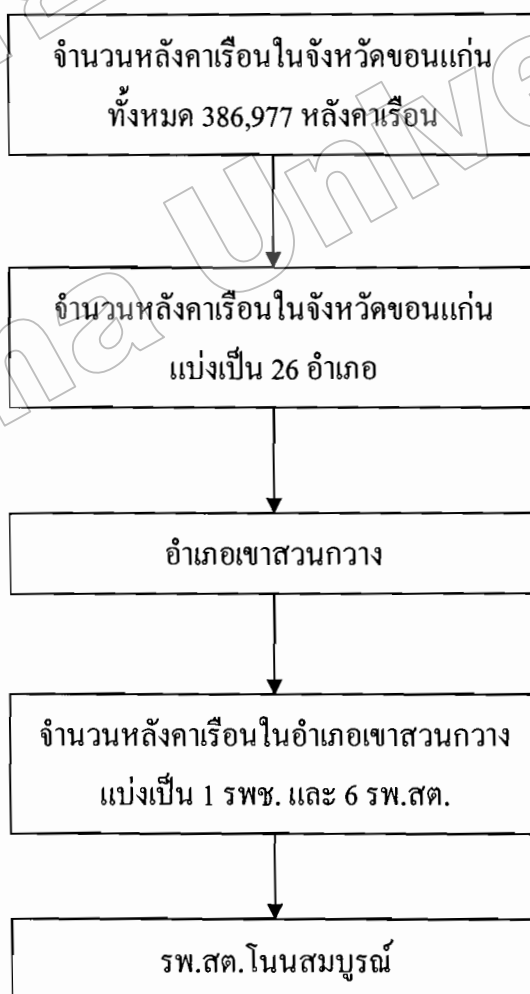 จำนวนหลังคาเรือนในจังหวัดขอนแก่น
ทั้งหมด 386,977 หลังคาเรือน
จำนวนหลังคาเรือนในจังหวัดขอนแก่น
แบ่งเป็น 26 อำเภอ
อำเภอเขาสวนกวาง
จำนวนหลังคาเรือนในอำเภอเขาสวนกวาง
แบ่งเป็น 1 รพช. และ 6 รพ.สต.
รพ.สต.โนนสมบูรณ์